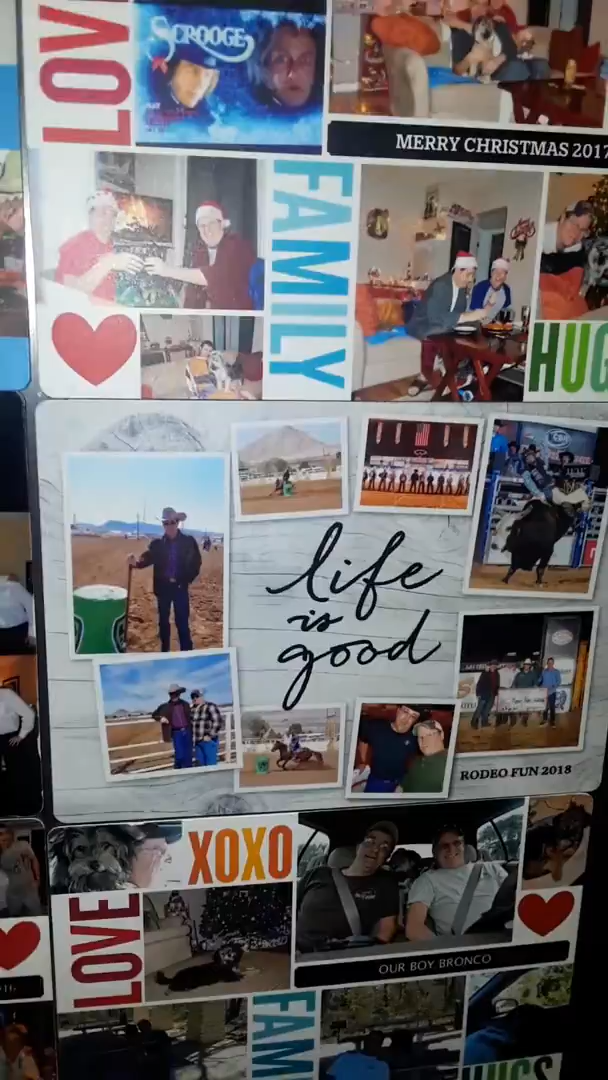 LOVE
SCROOGE
MERRY CHRISTMAS 2017
FAMILY
HUG
life
is
good
RODEO FUN 2018
XOXO
LOVE
OUR BOY BRONCO
FAM
HUGS